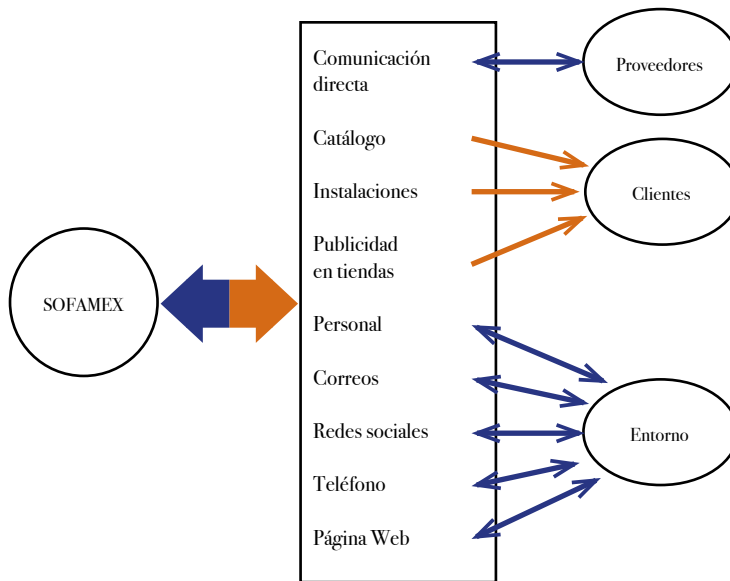 Comunicación
directa
Proveedores
Catálogo
Instalaciones
Clientes
Publicidad
en tiendas
SOFAMEX
Personal
Correos
Redes sociales
Entorno
Teléfono
Página Web